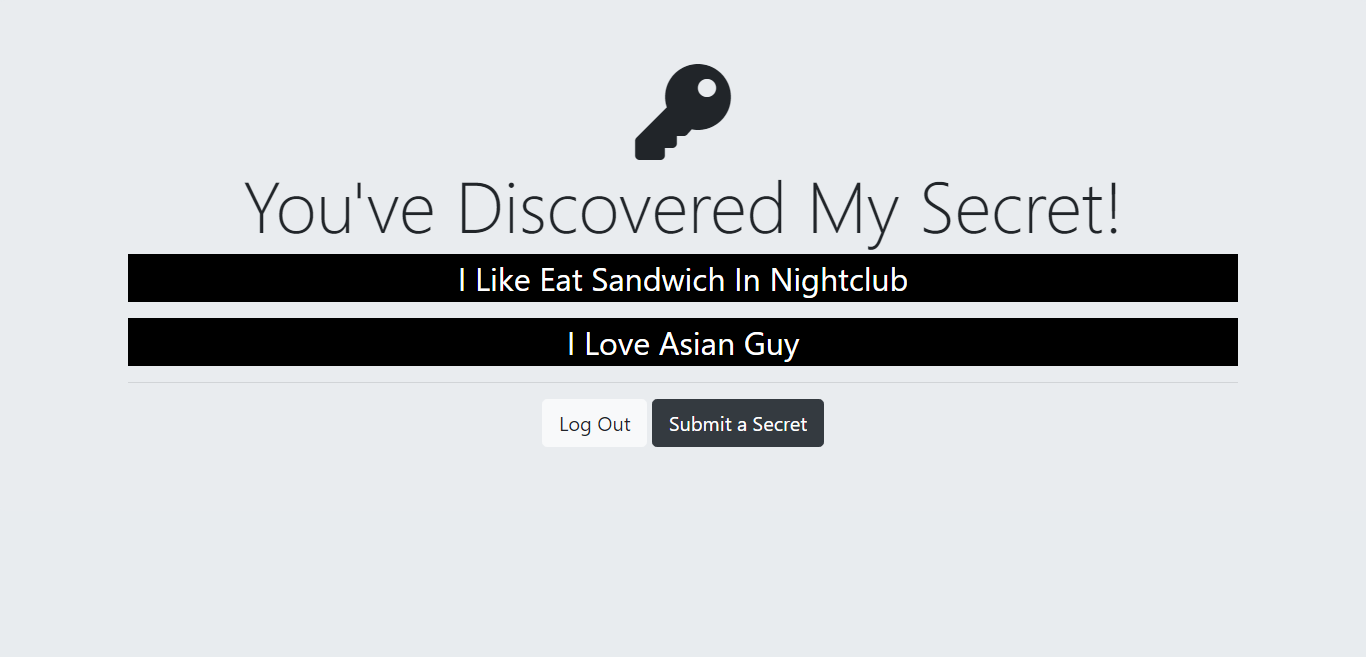 You've Discovered My Secret!
I Like Eat Sandwich In Nightclub
I Love Asian Guy
Log Out
Submit a Secret